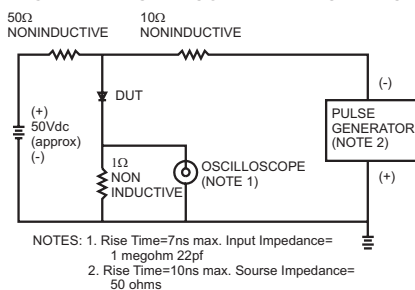 50Ω
NONINDUCTIVE
10Ω
NONINDUCTIVE
DUT
(+)
50Vdc
(approx)
(-)
(-)
PULSE
GENERATOR
(NOTE 2)
(+)
1Ω
NON
INDUCTIVE
OSCILLOSCOPE
(NOTE 1)
NOTES: 1. Rise Time=7ns max. Input Impedance=
1 megohm 22pf
2. Rise Time=10ns max. Sourse Impedance=
50 ohms